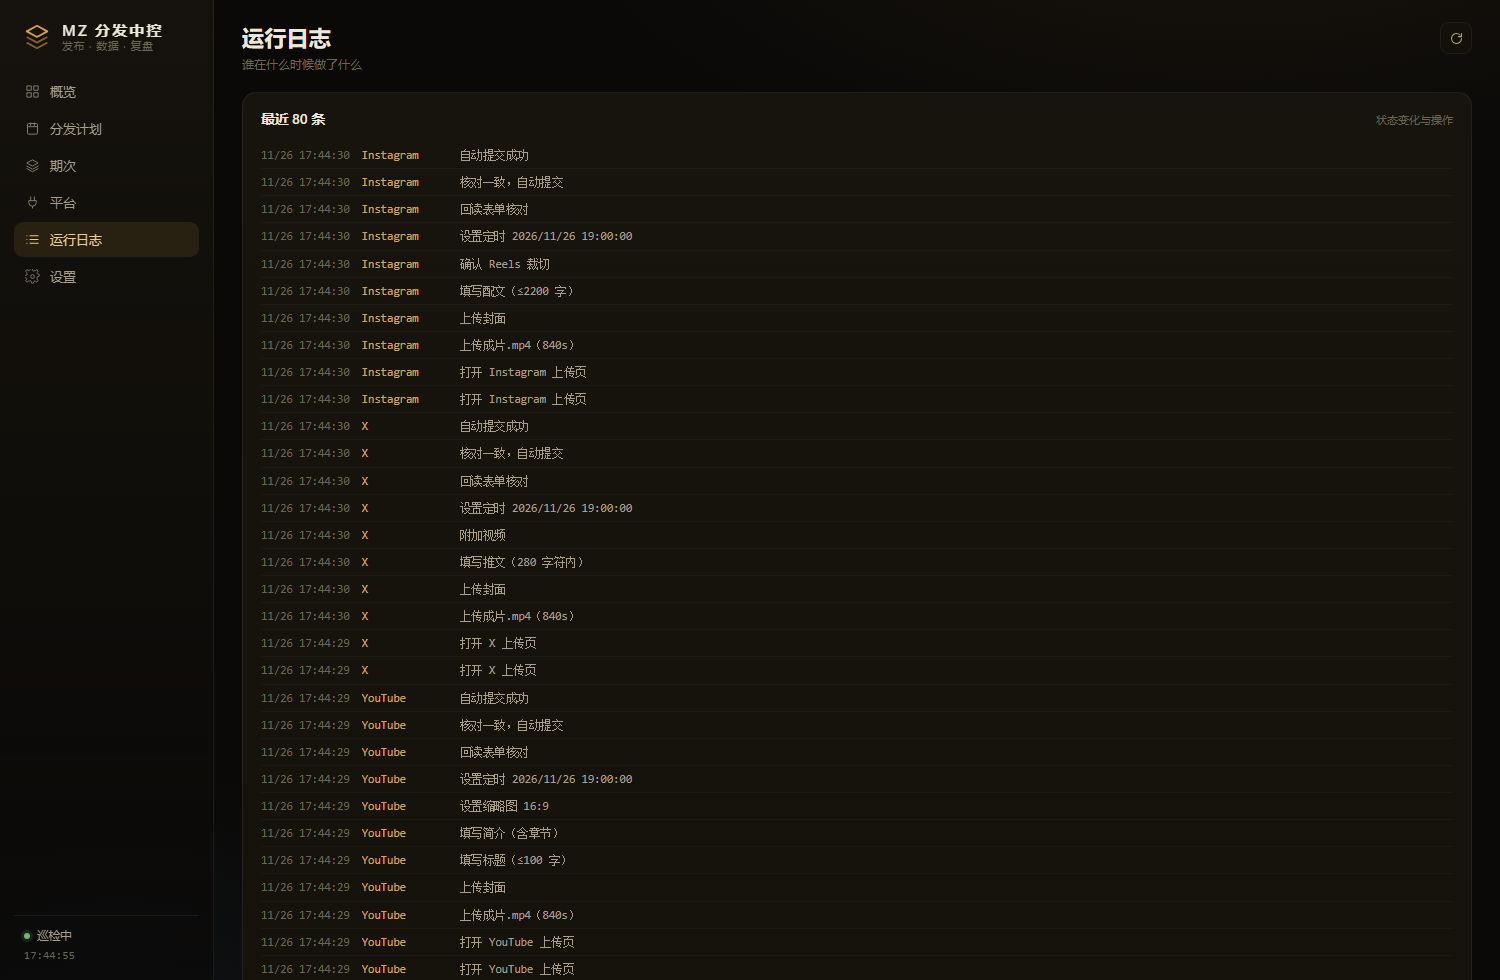 MZ 分发中控
发布 · 数据 · 复盘
概览
分发计划
期次
平台
运行日志
设置
巡检中
17:44:55
运行日志
谁在什么时候做了什么
最近 80 条
状态变化与操作
11/26 17:44:30 Instagram 自动提交成功
11/26 17:44:30 Instagram 核对一致，自动提交
11/26 17:44:30 Instagram 回读表单核对
11/26 17:44:30 Instagram 设置定时 2026/11/26 19:00:00
11/26 17:44:30 Instagram 确认 Reels 裁切
11/26 17:44:30 Instagram 填写配文（≤2200 字）
11/26 17:44:30 Instagram 上传封面
11/26 17:44:30 Instagram 上传成片.mp4（840s）
11/26 17:44:30 Instagram 打开 Instagram 上传页
11/26 17:44:30 Instagram 打开 Instagram 上传页
11/26 17:44:30 X 自动提交成功
11/26 17:44:30 X 核对一致，自动提交
11/26 17:44:30 X 回读表单核对
11/26 17:44:30 X 设置定时 2026/11/26 19:00:00
11/26 17:44:30 X 附加视频
11/26 17:44:30 X 填写推文（280 字符内）
11/26 17:44:30 X 上传封面
11/26 17:44:30 X 上传成片.mp4（840s）
11/26 17:44:29 X 打开 X 上传页
11/26 17:44:29 X 打开 X 上传页
11/26 17:44:29 YouTube 自动提交成功
11/26 17:44:29 YouTube 核对一致，自动提交
11/26 17:44:29 YouTube 回读表单核对
11/26 17:44:29 YouTube 设置定时 2026/11/26 19:00:00
11/26 17:44:29 YouTube 设置缩略图 16:9
11/26 17:44:29 YouTube 填写简介（含章节）
11/26 17:44:29 YouTube 填写标题（≤100 字）
11/26 17:44:29 YouTube 上传封面
11/26 17:44:29 YouTube 上传成片.mp4（840s）
11/26 17:44:29 YouTube 打开 YouTube 上传页
11/26 17:44:29 YouTube 打开 YouTube 上传页